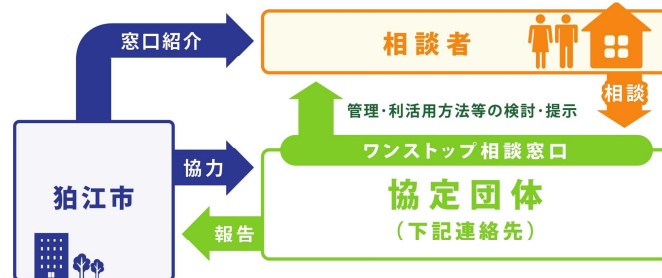 窓口紹介
相談者
相談
管理・利活用方法等の検討・提示
ワンストップ相談窓口
協力
狛江市
協定団体
（下記連絡先）
報告